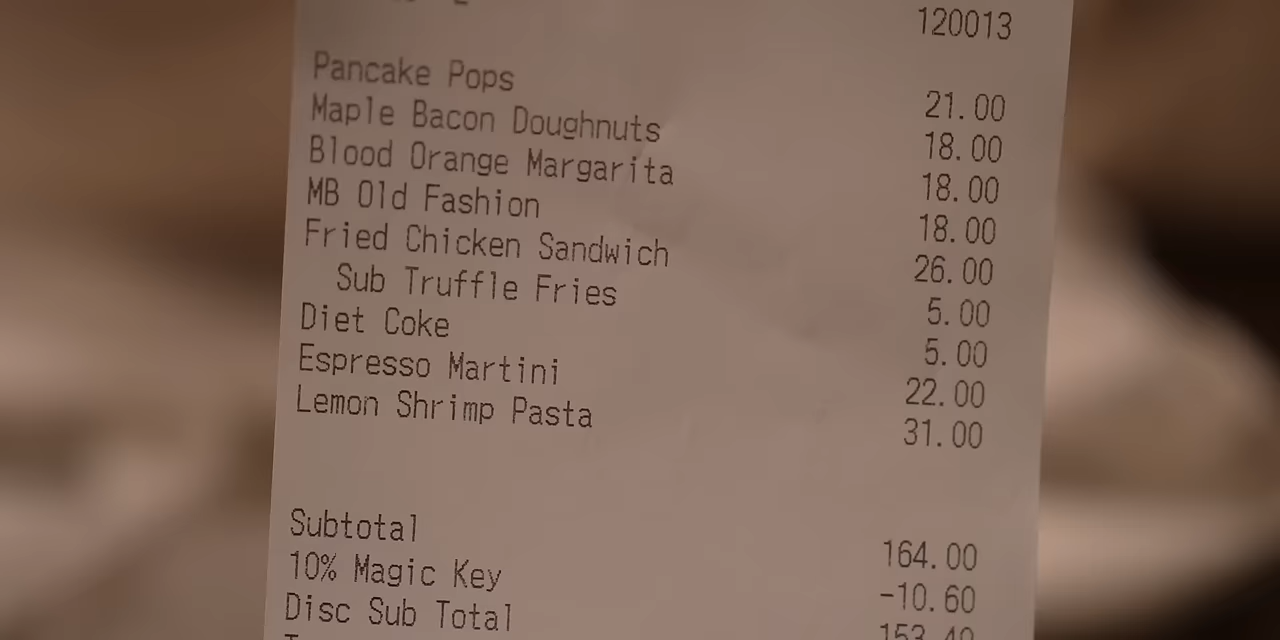 120013
Pancake Pops 21.00
Maple Bacon Doughnuts 18.00
Blood Orange Margarita 18.00
MB Old Fashion 18.00
Fried Chicken Sandwich 26.00
Sub Truffle Fries 5.00
Diet Coke 5.00
Espresso Martini 22.00
Lemon Shrimp Pasta 31.00
Subtotal 164.00
10% Magic Key -10.60
Disc Sub Total 153.40